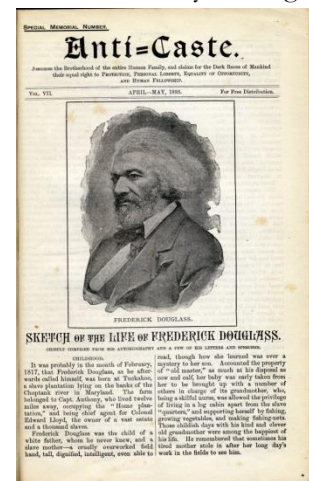 SPECIAL MEMORIAL NUMBER.
Anti=Caste.
Assumes the Brotherhood of the entire Human Family, and claims for the Dark Races of Mankind
their equal right to PROTECTION, PERSONAL LIBERTY, EQUALITY OF OPPORTUNITY,
AND HUMAN FELLOWSHIP.
VOL. VII.
APRIL—MAY, 1895.
For Free Distribution.
FREDERICK DOUGLASS.
SKETCH OF THE LIFE OF FREDERICK DOUGLASS.
CHIEFLY COMPILED FROM HIS AUTOBIOGRAPHY AND A FEW OF HIS LETTERS AND SPEECHES.
CHILDHOOD.
It was probably in the month of February,
1817, that Frederick Douglass, as he after-
wards called himself, was born at Tuckahoe,
a slave plantation lying on the banks of the
Choptank river in Maryland. The farm
belonged to Capt. Anthony, who lived twelve
miles away, occupying the "Home plan-
tation," and being chief agent for Colonel
Edward Lloyd, the owner of a vast estate
and a thousand slaves.
Frederick Douglass was the child of a
white father, whom he never knew, and a
slave mother—a cruelly overworked field
hand, tall, dignified, intelligent, even able to
read, though how she learned was ever a
mystery to her son. Accounted the property
of "old master," as much at his disposal as
cow and calf, her baby was early taken from
her to be brought up with a number of
others in charge of its grandmother, who,
being a skilful nurse, was allowed the privilege
of living in a log cabin apart from the slave
"quarters," and supporting herself by fishing,
growing vegetables, and making fishing-nets.
Those childish days with his kind and clever
old grandmother were among the happiest of
his life. He remembered that sometimes his
tired mother stole in after her long day's
work in the fields to see him.